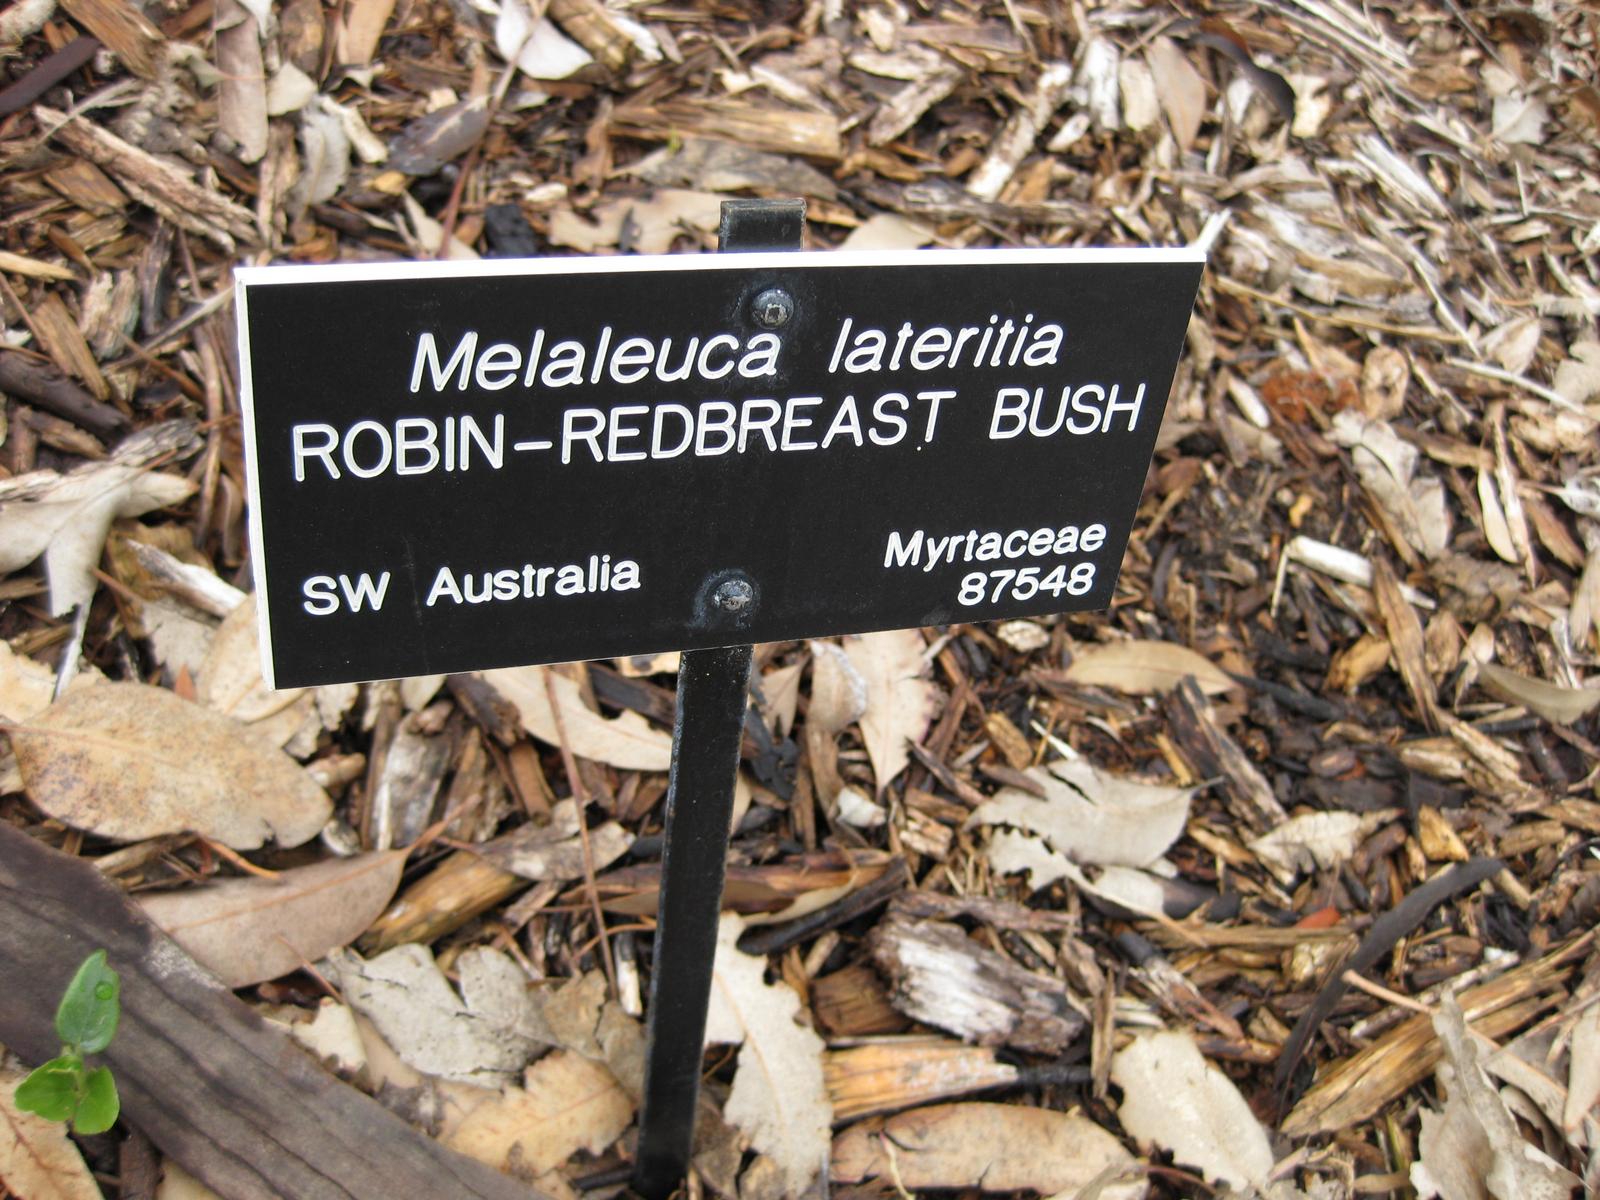 Melaleuca lateritia
ROBIN-REDBREAST BUSH
SW Australia
Myrtaceae
87548